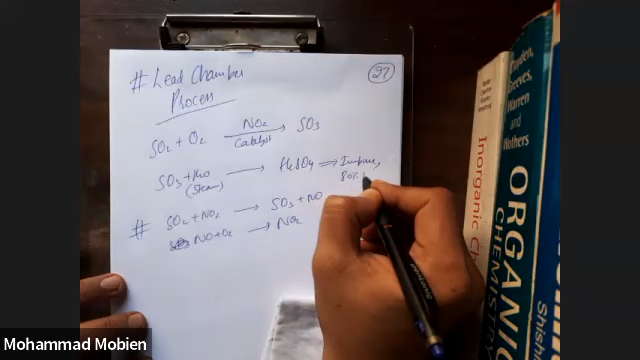 # Lead Chamber
Process
27
SO2 + O2 NO2 Catalyst → SO3
SO3 + H2O (Steam) → H2SO4 ⇒ Impure,
80%
# SO2 + NO2 → SO3 + NO
NO + O2 → NO2
Inorganic Ch
Clayden,
Greeves,
Warren
and
Wothers
ORGANIC
CHEMISTRY
Mohammad Mobien